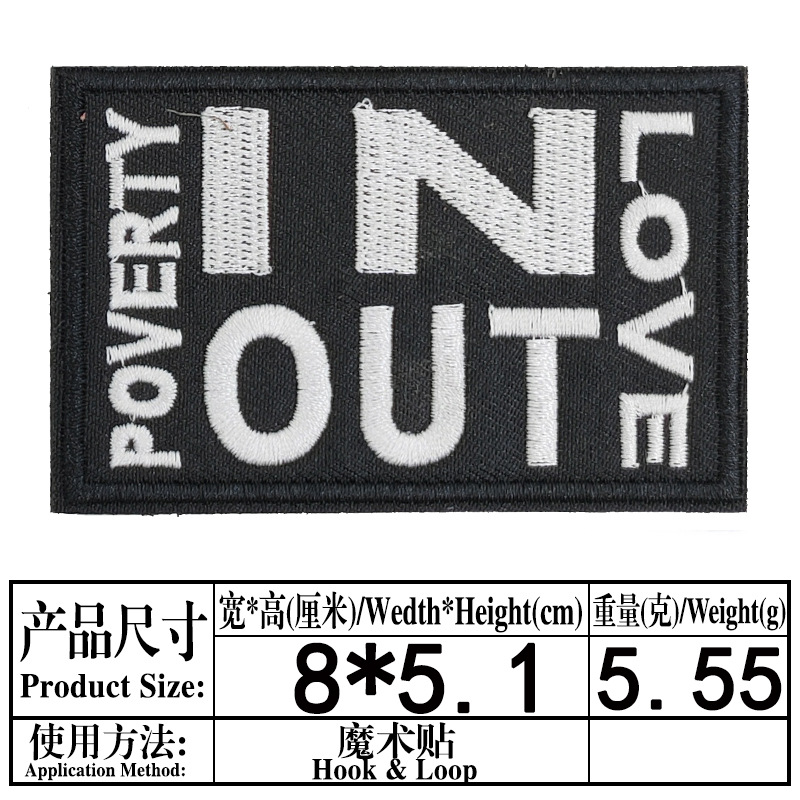 POVERTY
IN
OUT
LOVE
产品尺寸
Product Size:
宽*高(厘米)/Wedth*Height(cm)
8*5.1
重量(克)/Weight(g)
5.55
使用方法:
Application Method:
魔术贴
Hook & Loop